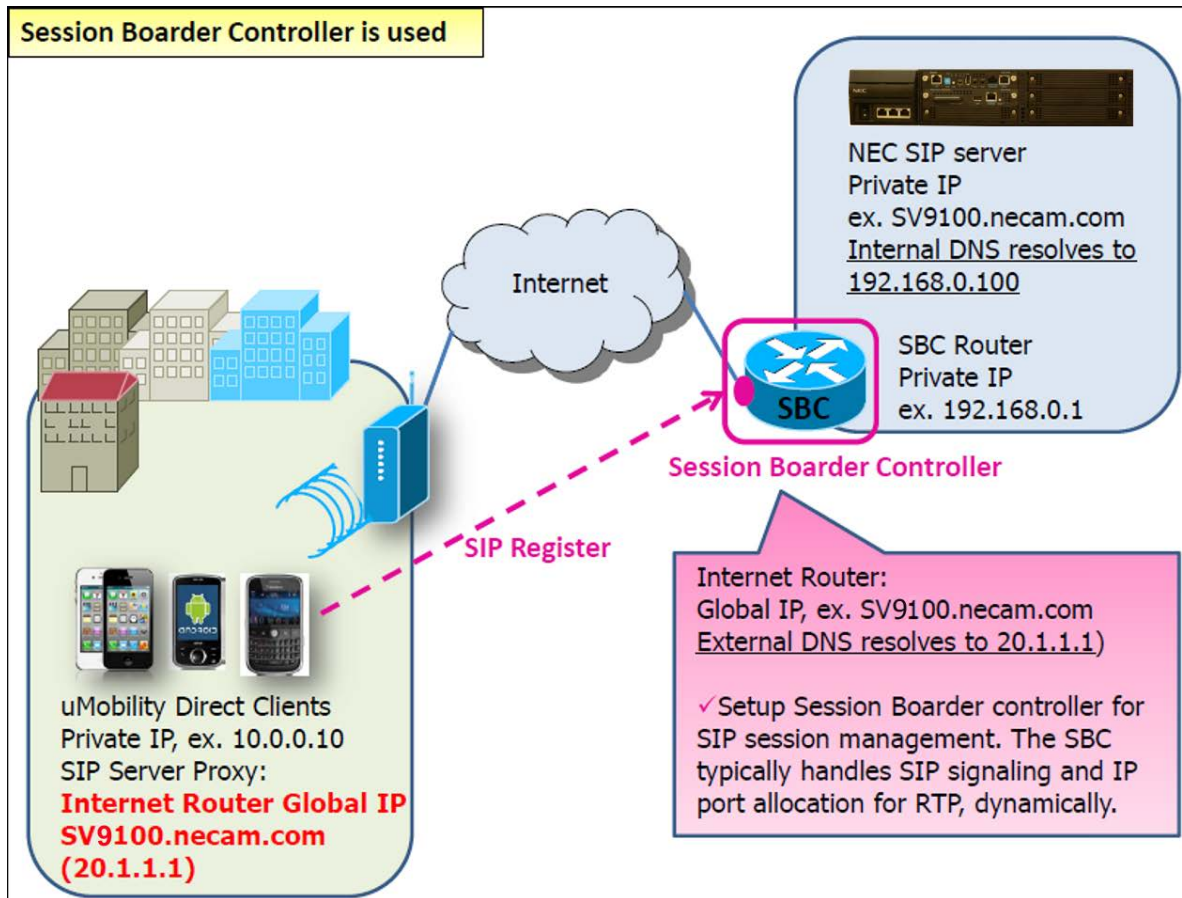 Session Boarder Controller is used
NEC
NEC SIP server
Private IP
ex. SV9100.necam.com
Internal DNS resolves to
192.168.0.100
Internet
SBC Router
Private IP
ex. 192.168.0.1
SBC
Session Boarder Controller
SIP Register
Internet Router:
Global IP, ex. SV9100.necam.com
External DNS resolves to 20.1.1.1)
✓Setup Session Boarder controller for
SIP session management. The SBC
typically handles SIP signaling and IP
port allocation for RTP, dynamically.
ANDROID
uMobility Direct Clients
Private IP, ex. 10.0.0.10
SIP Server Proxy:
Internet Router Global IP
SV9100.necam.com
(20.1.1.1)